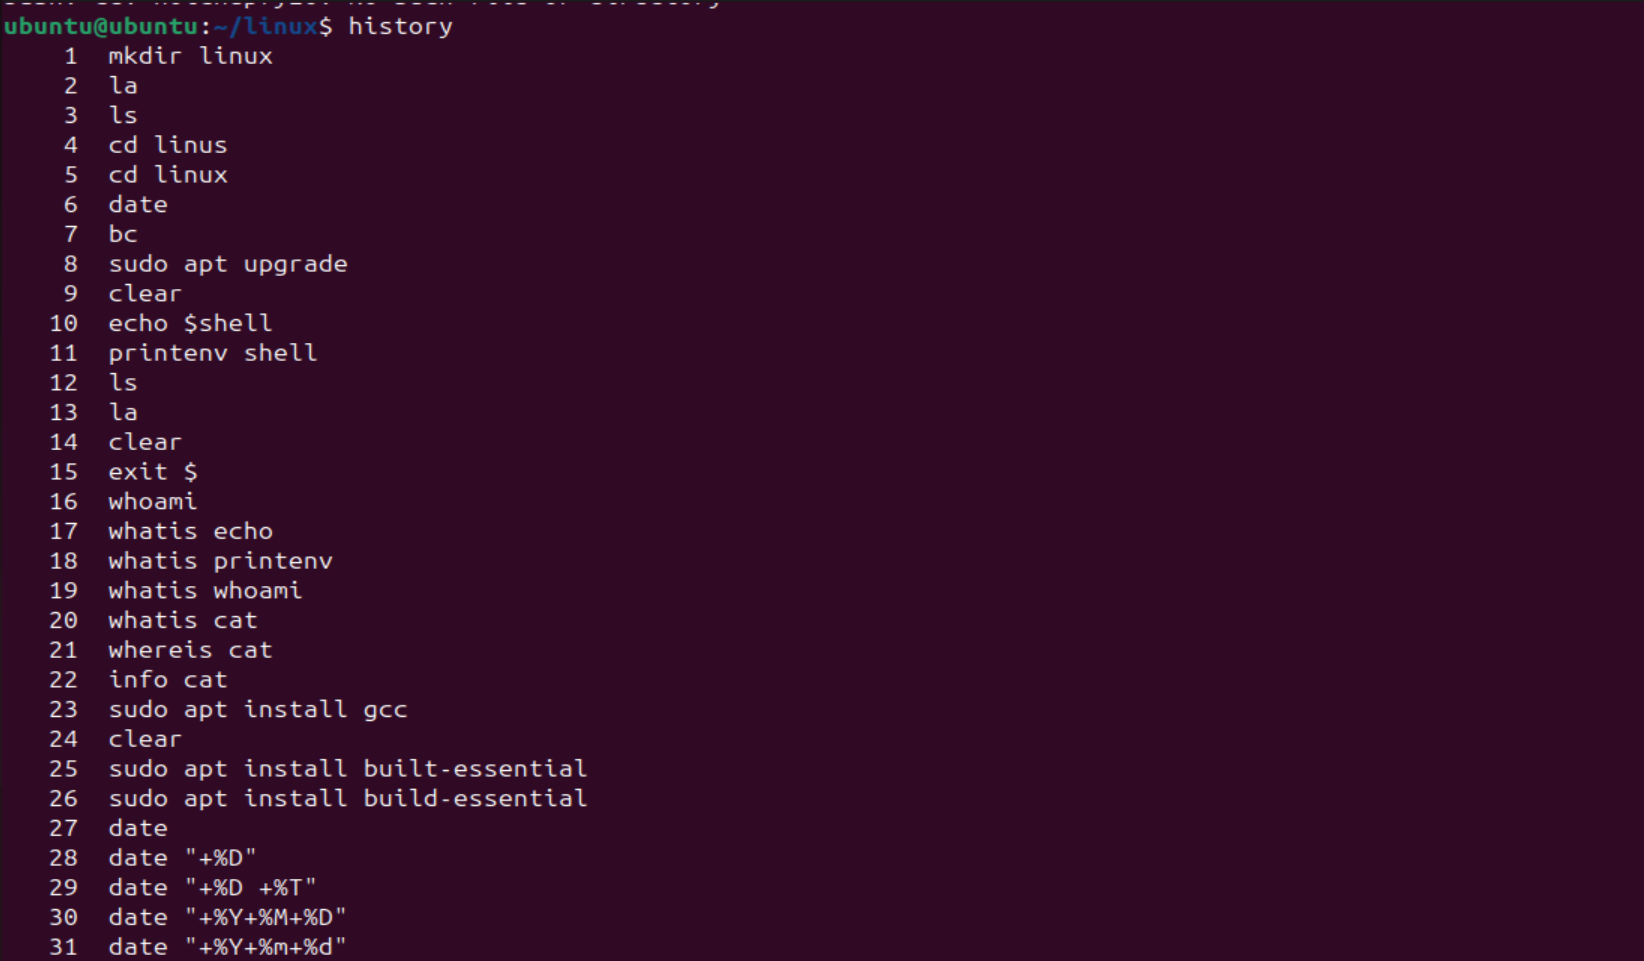 ubuntu@ubuntu:~/linux$ history
1 mkdir linux
2 la
3 ls
4 cd linus
5 cd linux
6 date
7 bc
8 sudo apt upgrade
9 clear
10 echo $shell
11 printenv shell
12 ls
13 la
14 clear
15 exit $
16 whoami
17 whatis echo
18 whatis printenv
19 whatis whoami
20 whatis cat
21 whereis cat
22 info cat
23 sudo apt install gcc
24 clear
25 sudo apt install built-essential
26 sudo apt install build-essential
27 date
28 date "+%D"
29 date "+%D +%T"
30 date "+%Y+%M+%D"
31 date "+%Y+%m+%d"